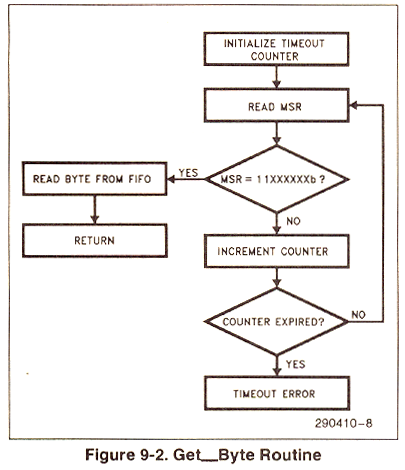 INITIALIZE TIMEOUT
COUNTER
READ MSR
MSR = 11XXXXXXb ?
YES
READ BYTE FROM FIFO
RETURN
NO
INCREMENT COUNTER
COUNTER EXPIRED?
NO
YES
TIMEOUT ERROR
290410-8
Figure 9-2. Get__Byte Routine